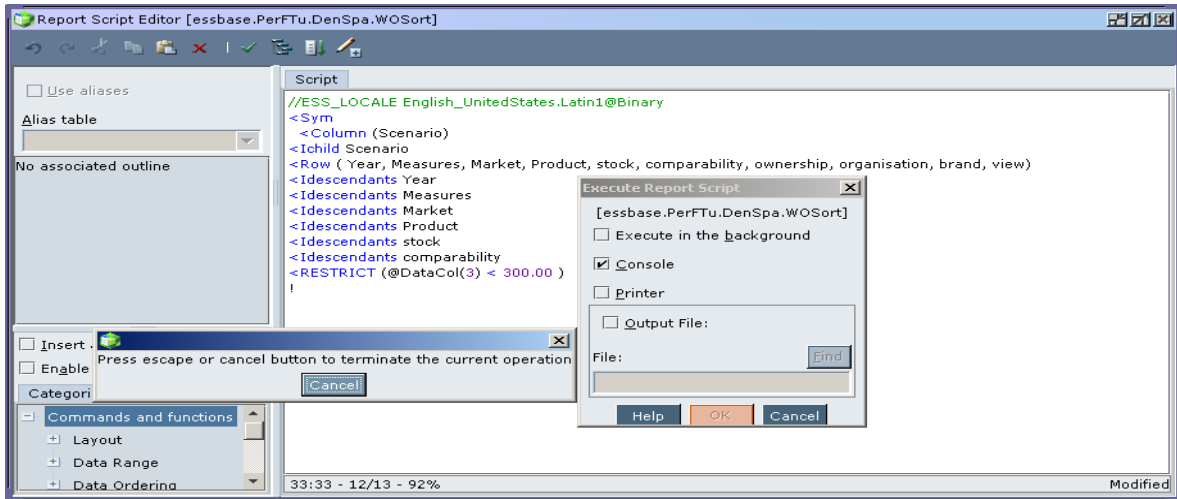 Report Script Editor [essbase.PerFTu.DenSpa.WOSort]
Use aliases
Alias table
No associated outline
Script
//ESS_LOCALE English_UnitedStates.Latin1@Binary
<Sym
<Column (Scenario)
<Ichild Scenario
<Row ( Year, Measures, Market, Product, stock, comparability, ownership, organisation, brand, view)
<Idescendants Year
<Idescendants Measures
<Idescendants Market
<Idescendants Product
<Idescendants stock
<Idescendants comparability
<RESTRICT (@DataCol(3) < 300.00 )
!
Execute Report Script
[essbase.PerFTu.DenSpa.WOSort]
Execute in the background
Console
Printer
Output File:
File:
Find
Help
OK
Cancel
Insert
Enable
Press escape or cancel button to terminate the current operation
Cancel
Categori
Commands and functions
Layout
Data Range
Data Ordering
33:33 - 12/13 - 92%
Modified